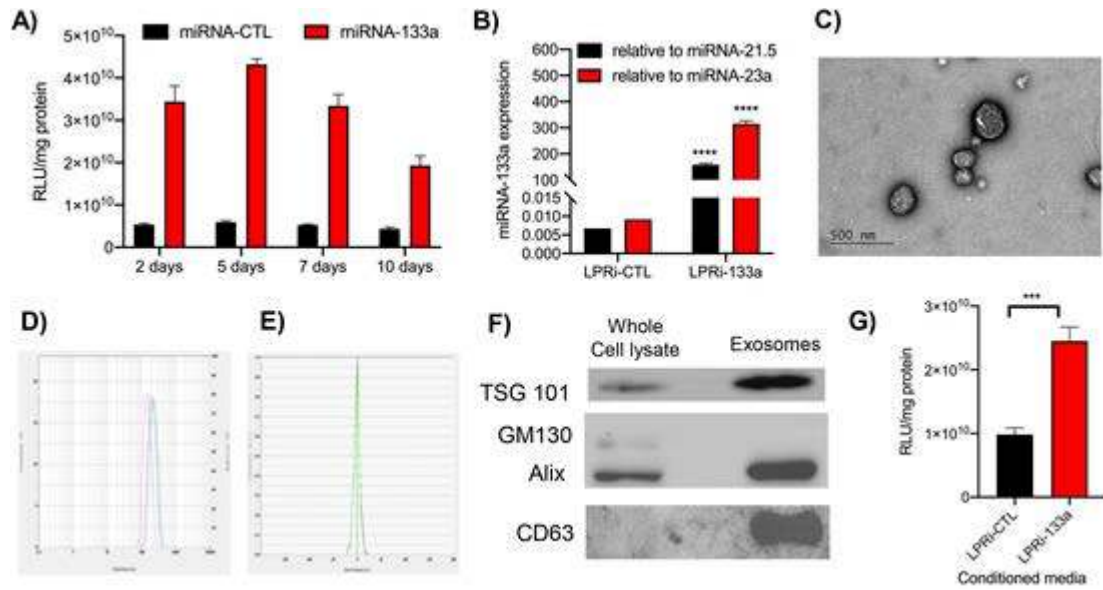 A)
5×10¹⁰
4×10¹⁰
3×10¹⁰
2×10¹⁰
1×10¹⁰
0
RLU/mg protein
miRNA-CTL miRNA-133a
2 days 5 days 7 days 10 days
B)
600
500
400
300
200
100
0.015
0.010
0.005
0.000
miRNA-133a expression
relative to miRNA-21.5
relative to miRNA-23a
**** ****
LPRi-CTL LPRi-133a
C)
500 nm
D)
E)
F)
Whole
Cell lysate
Exosomes
TSG 101
GM130
Alix
CD63
G)
3×10¹⁰
2×10¹⁰
1×10¹⁰
0
RLU/mg protein
***
LPRi-CTL
LPRi-133a
Conditioned media